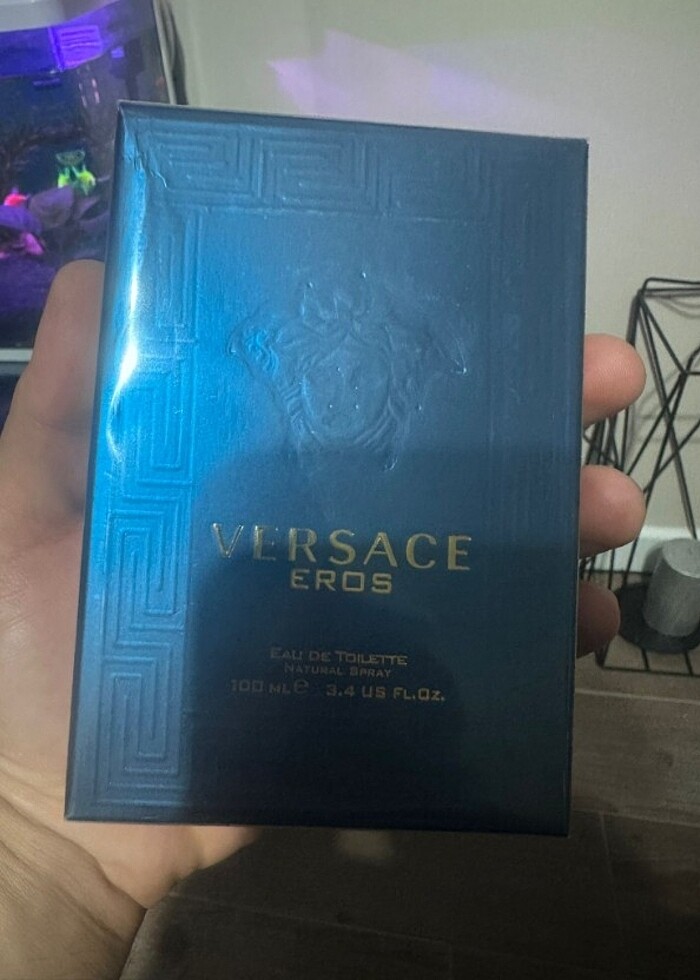 VERSACE
EROS
EAU DE TOILETTE
NATURAL SPRAY
100 ML ℮ 3.4 US FL.OZ.